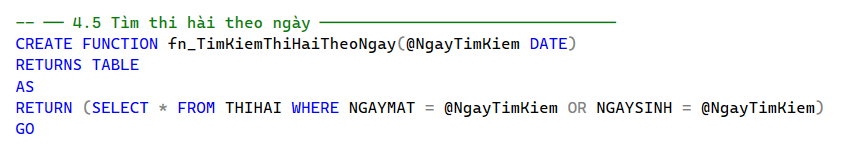 -- ── 4.5 Tìm thi hài theo ngày ──────────────────────────────
CREATE FUNCTION fn_TimKiemThiHaiTheoNgay(@NgayTimKiem DATE)
RETURNS TABLE
AS
RETURN (SELECT * FROM THIHAI WHERE NGAYMAT = @NgayTimKiem OR NGAYSINH = @NgayTimKiem)
GO